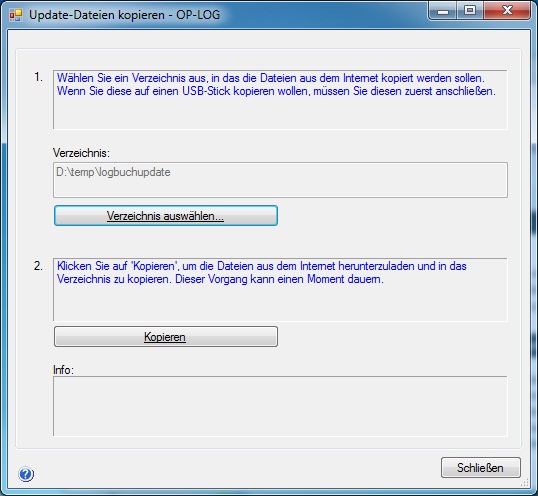 Update-Dateien kopieren - OP-LOG
1.
Wählen Sie ein Verzeichnis aus, in das die Dateien aus dem Internet kopiert werden sollen.
Wenn Sie diese auf einen USB-Stick kopieren wollen, müssen Sie diesen zuerst anschließen.
Verzeichnis:
D:\temp\logbuchupdate
Verzeichnis auswählen...
2.
Klicken Sie auf 'Kopieren', um die Dateien aus dem Internet herunterzuladen und in das
Verzeichnis zu kopieren. Dieser Vorgang kann einen Moment dauern.
Kopieren
Info:
Schließen